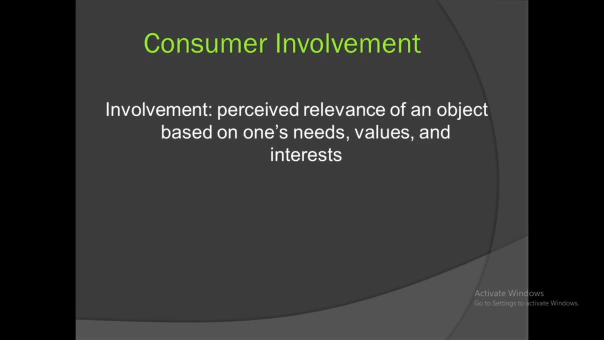 Consumer Involvement
Involvement: perceived relevance of an object
based on one's needs, values, and
interests
Activate Windows
Go to Settings to activate Windows.